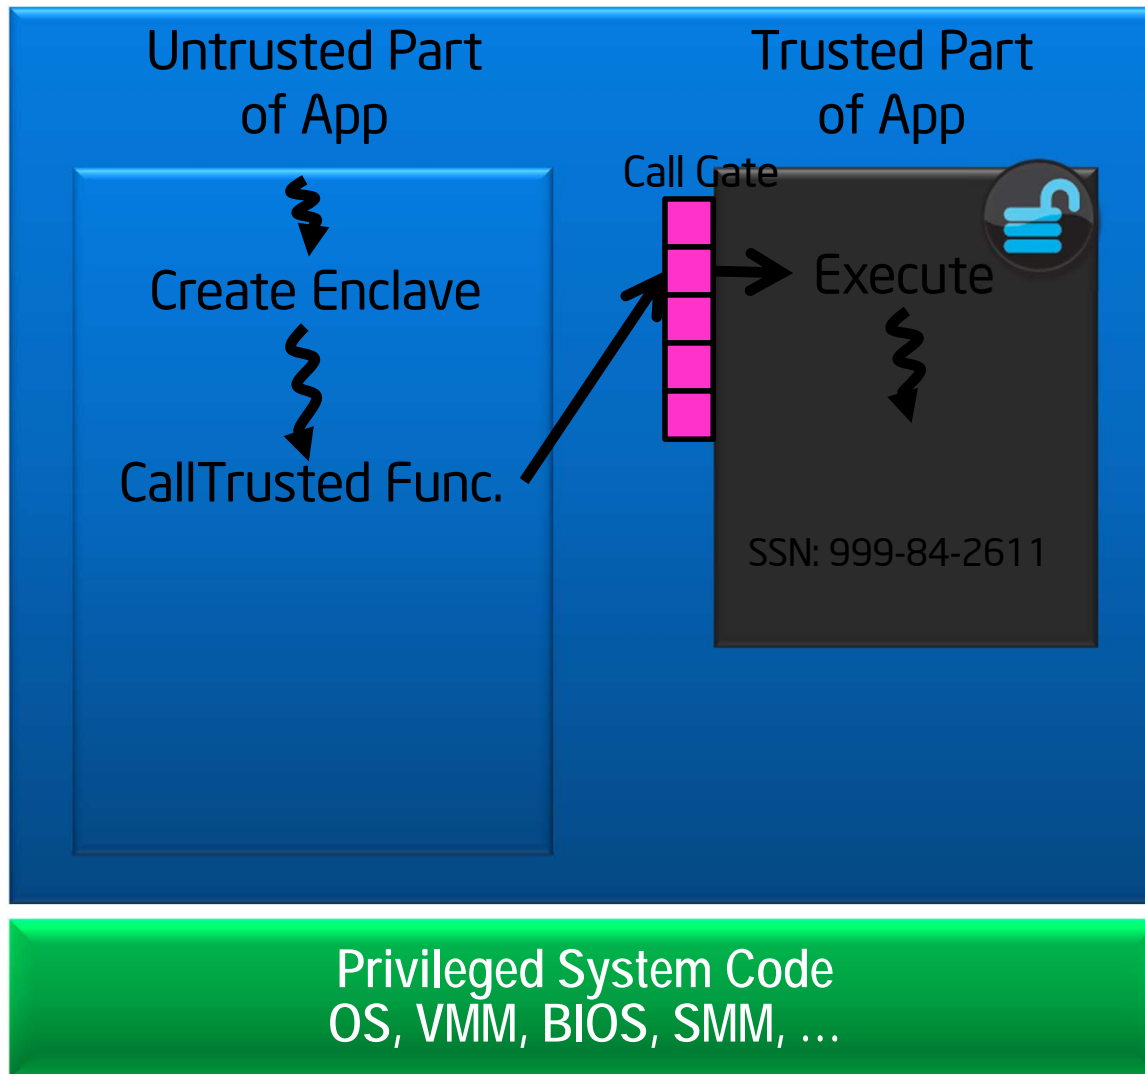 Untrusted Part
of App
Create Enclave
CallTrusted Func.
Trusted Part
of App
Call Gate
Execute
SSN: 999-84-2611
Privileged System Code
OS, VMM, BIOS, SMM, …